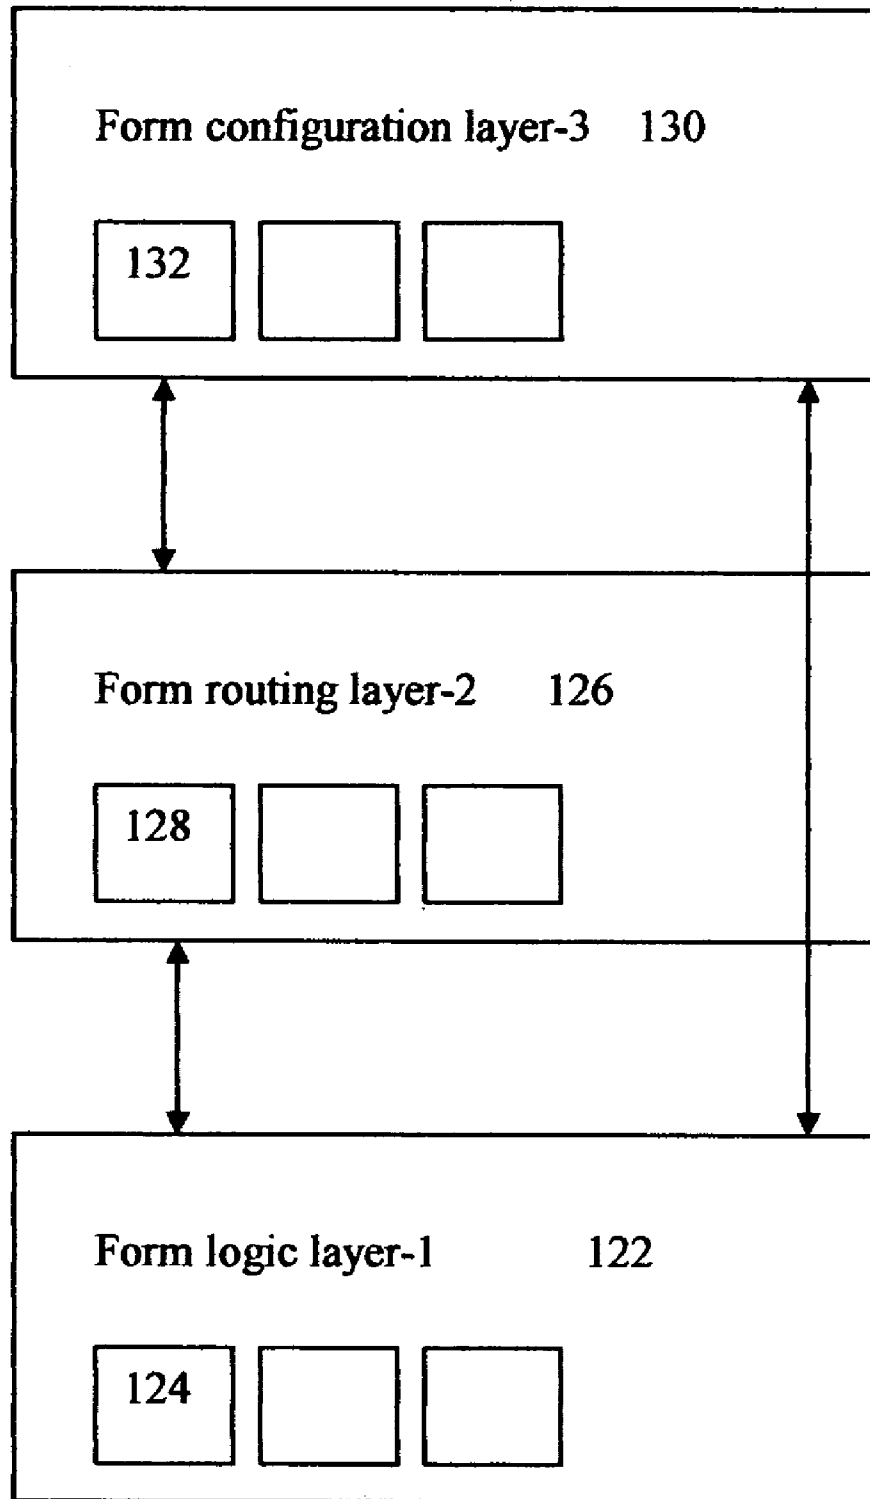 Form configuration layer-3 130
132
Form routing layer-2 126
128
Form logic layer-1 122
124